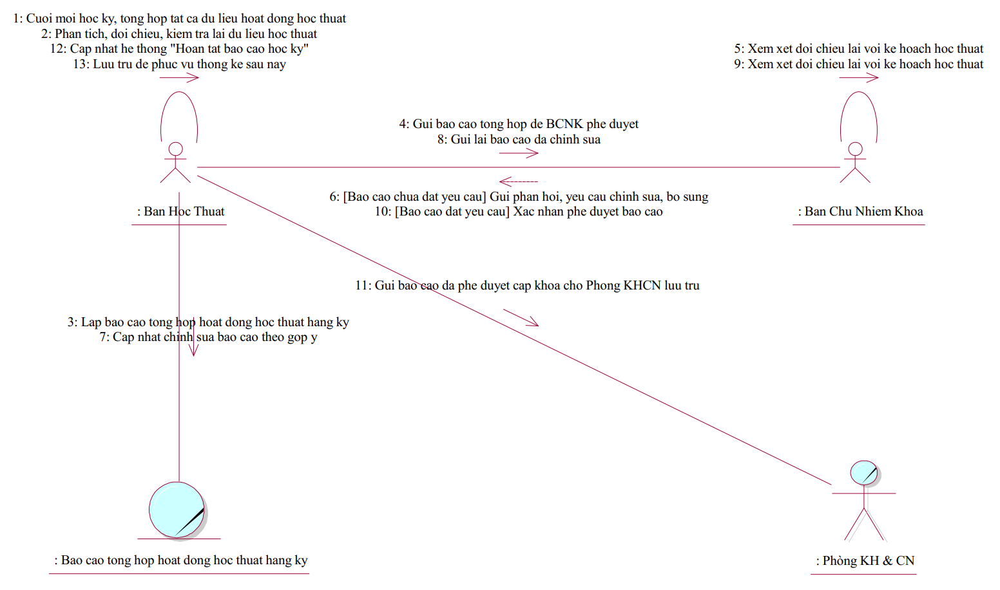 1: Cuoi moi hoc ky, tong hop tat ca du lieu hoat dong hoc thuat
2: Phan tich, doi chieu, kiem tra lai du lieu hoc thuat
12: Cap nhat he thong "Hoan tat bao cao hoc ky"
13: Luu tru de phuc vu thong ke sau nay
5: Xem xet doi chieu lai voi ke hoach hoc thuat
9: Xem xet doi chieu lai voi ke hoach hoc thuat
4: Gui bao cao tong hop de BCNK phe duyet
8: Gui lai bao cao da chinh sua
6: [Bao cao chua dat yeu cau] Gui phan hoi, yeu cau chinh sua, bo sung
10: [Bao cao dat yeu cau] Xac nhan phe duyet bao cao
: Ban Hoc Thuat
: Ban Chu Nhiem Khoa
11: Gui bao cao da phe duyet cap khoa cho Phong KHCN luu tru
3: Lap bao cao tong hop hoat dong hoc thuat hang ky
7: Cap nhat chinh sua bao cao theo gop y
: Bao cao tong hop hoat dong hoc thuat hang ky
: Phòng KH & CN